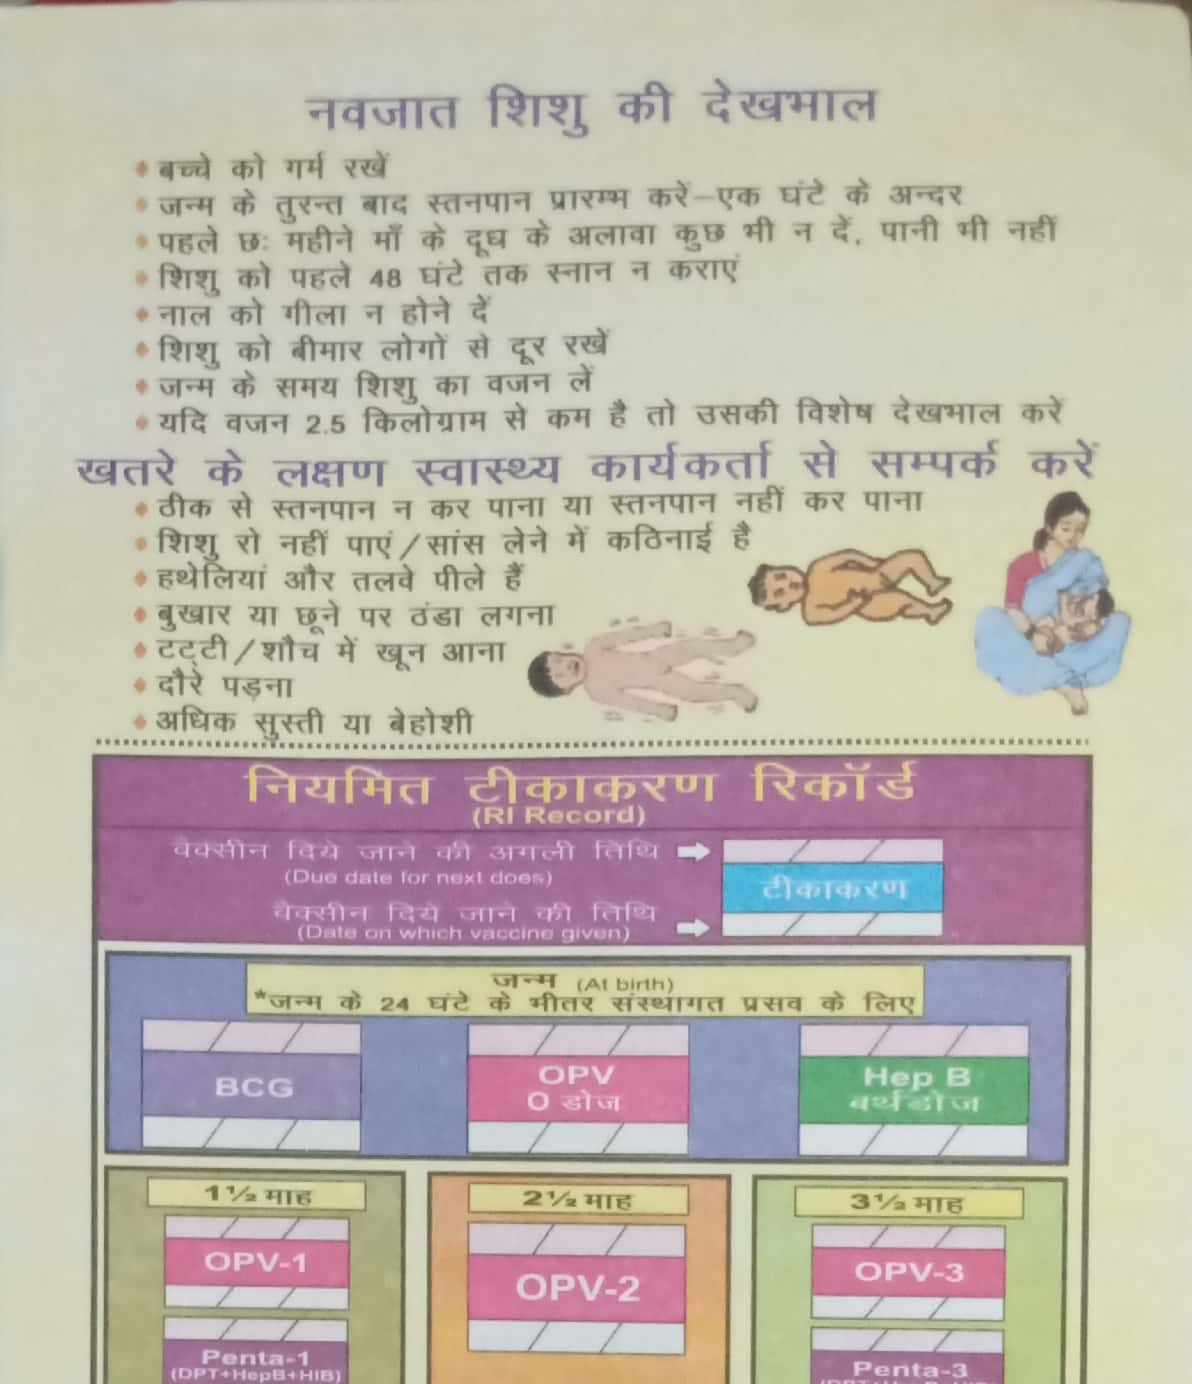 नवजात शिशु की देखभाल
बच्चे को गर्म रखें
जन्म के तुरन्त बाद स्तनपान प्रारम्भ करें–एक घंटे के अन्दर
पहले छः महीने माँ के दूध के अलावा कुछ भी न दें, पानी भी नहीं
शिशु को पहले 48 घंटे तक स्नान न कराएं
नाल को गीला न होने दें
शिशु को बीमार लोगों से दूर रखें
जन्म के समय शिशु का वजन लें
यदि वजन 2.5 किलोग्राम से कम है तो उसकी विशेष देखभाल करें
खतरे के लक्षण स्वास्थ्य कार्यकर्ता से सम्पर्क करें
ठीक से स्तनपान न कर पाना या स्तनपान नहीं कर पाना
शिशु रो नहीं पाएं/सांस लेने में कठिनाई है
हथेलियां और तलवे पीले हैं
बुखार या छूने पर ठंडा लगना
टट्टी/शौच में खून आना
दौरे पड़ना
अधिक सुस्ती या बेहोशी
नियमित टीकाकरण रिकॉर्ड
(RI Record)
वैक्सीन दिये जाने की अगली तिथि
(Due date for next does)
टीकाकरण
वैक्सीन दिये जाने की तिथि
(Date on which vaccine given)
जन्म (At birth)
*जन्म के 24 घंटे के भीतर संस्थागत प्रसव के लिए
BCG
OPV
0 डोज
Hep B
बर्थडोज
1½ माह
2½ माह
3½ माह
OPV-1
OPV-2
OPV-3
Penta-1
(DPT+HepB+HIB)
Penta-3